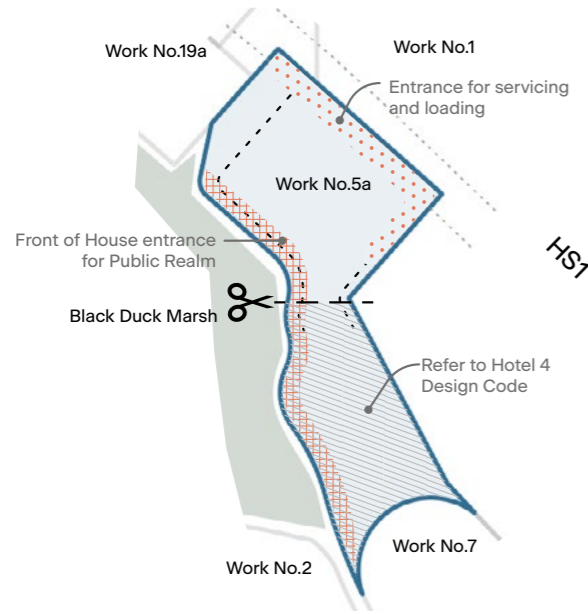 Work No.19a
Work No.1
Entrance for servicing
and loading
Work No.5a
Front of House entrance
for Public Realm
HS1
Black Duck Marsh
Refer to Hotel 4
Design Code
Work No.7
Work No.2